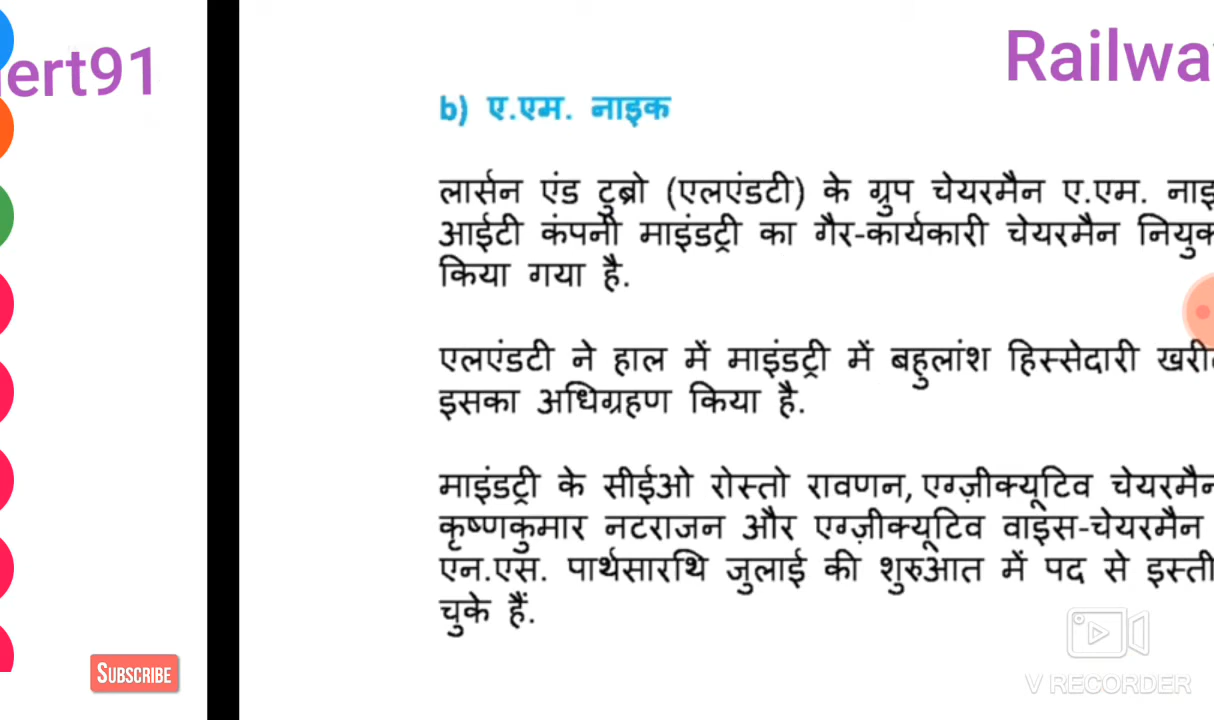 ert91
Railwa
b) ए.एम. नाइक
लार्सन एंड टुब्रो (एलएंडटी) के ग्रुप चेयरमैन ए.एम.
आईटी कंपनी माइंडट्री का गैर-कार्यकारी चेयरमैन
किया गया है.
एलएंडटी ने हाल में माइंडट्री में बहुलांश हिस्सेदारी
इसका अधिग्रहण किया है.
माइंडट्री के सीईओ रोस्तो रावणन, एग्ज़ीक्यूटिव चेयरमैन
कृष्णकुमार नटराजन और एग्ज़ीक्यूटिव वाइस-चेयरमैन
एन.एस. पार्थसारथि जुलाई की शुरुआत में पद से
चुके हैं.
SUBSCRIBE
V RECORDER